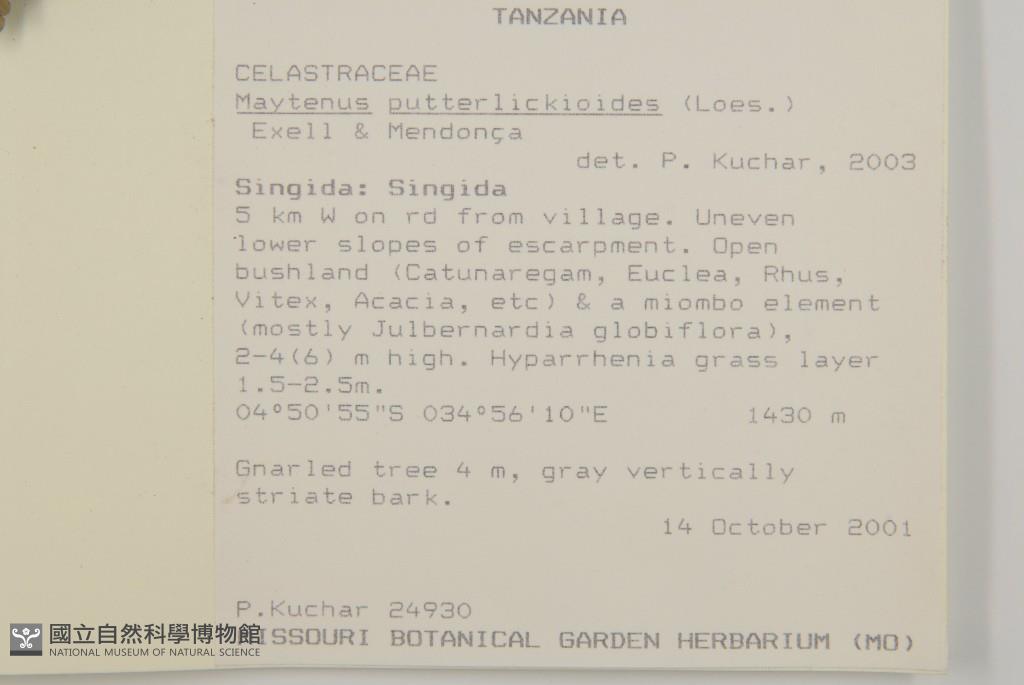 TANZANIA
CELASTRACEAE
Maytenus putterlickioides (Loes.)
Exell & Mendonça
det. P. Kuchar, 2003
Singida: Singida
5 km W on rd from village. Uneven
lower slopes of escarpment. Open
bushland (Catunaregam, Euclea, Rhus,
Vitex, Acacia, etc) & a miombo element
(mostly Julbernardia globiflora),
2-4(6) m high. Hyparrhenia grass layer
1.5-2.5m.
04°50'55"S 034°56'10"E 1430 m
Gnarled tree 4 m, gray vertically
striate bark.
14 October 2001
P.Kuchar 24930
MISSOURI BOTANICAL GARDEN HERBARIUM (MO)
國立自然科學博物館
NATIONAL MUSEUM OF NATURAL SCIENCE